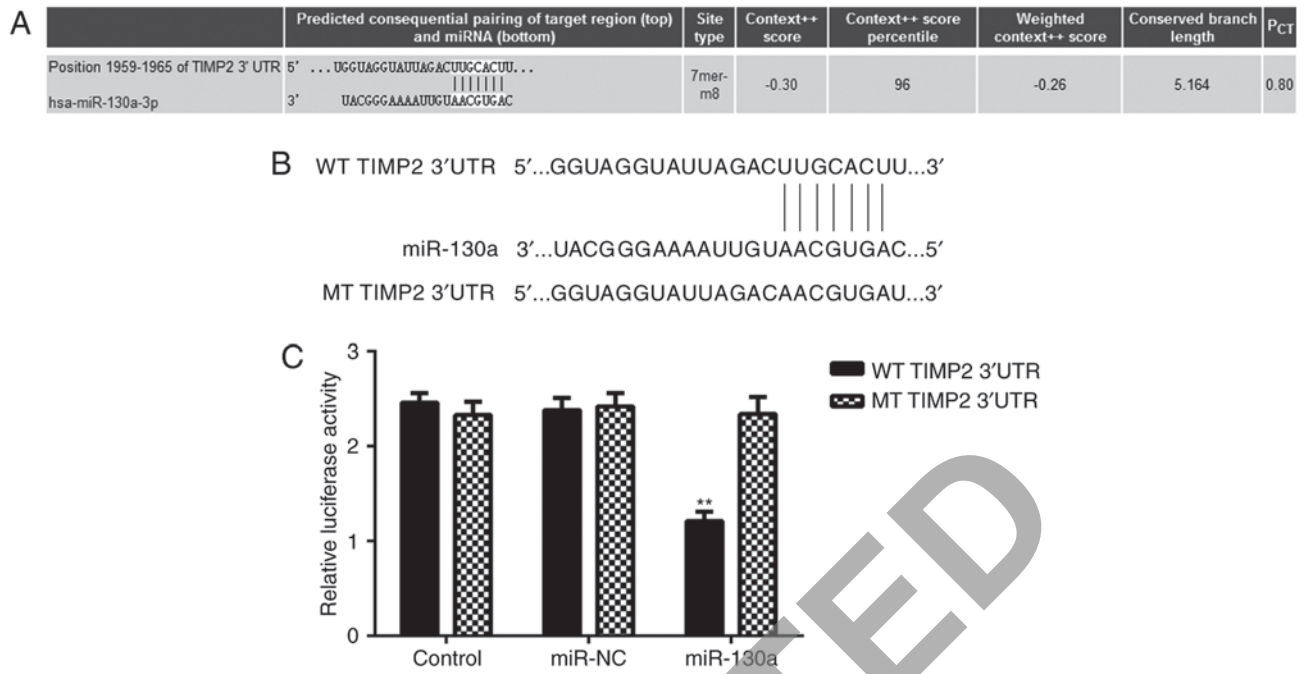 A
Predicted consequential pairing of target region (top) and miRNA (bottom)
Site type
Context++ score
Context++ score percentile
Weighted context++ score
Conserved branch length
PCT
Position 1959-1965 of TIMP2 3' UTR 5' ...UGGUAGGUAUUAGACUUGCACUU...
hsa-miR-130a-3p 3' UACGGGAAAAUUGUAACGUGAC
7mer-m8
-0.30
96
-0.26
5.164
0.80
B
WT TIMP2 3′UTR 5′...GGUAGGUAUUAGACUUGCACUU...3′
miR-130a 3′...UACGGGAAAAUUGUAACGUGAC...5′
MT TIMP2 3′UTR 5′...GGUAGGUAUUAGACAACGUGAU...3′
C
Relative luciferase activity
3
2
1
0
**
Control
miR-NC
miR-130a
WT TIMP2 3′UTR
MT TIMP2 3′UTR
TED